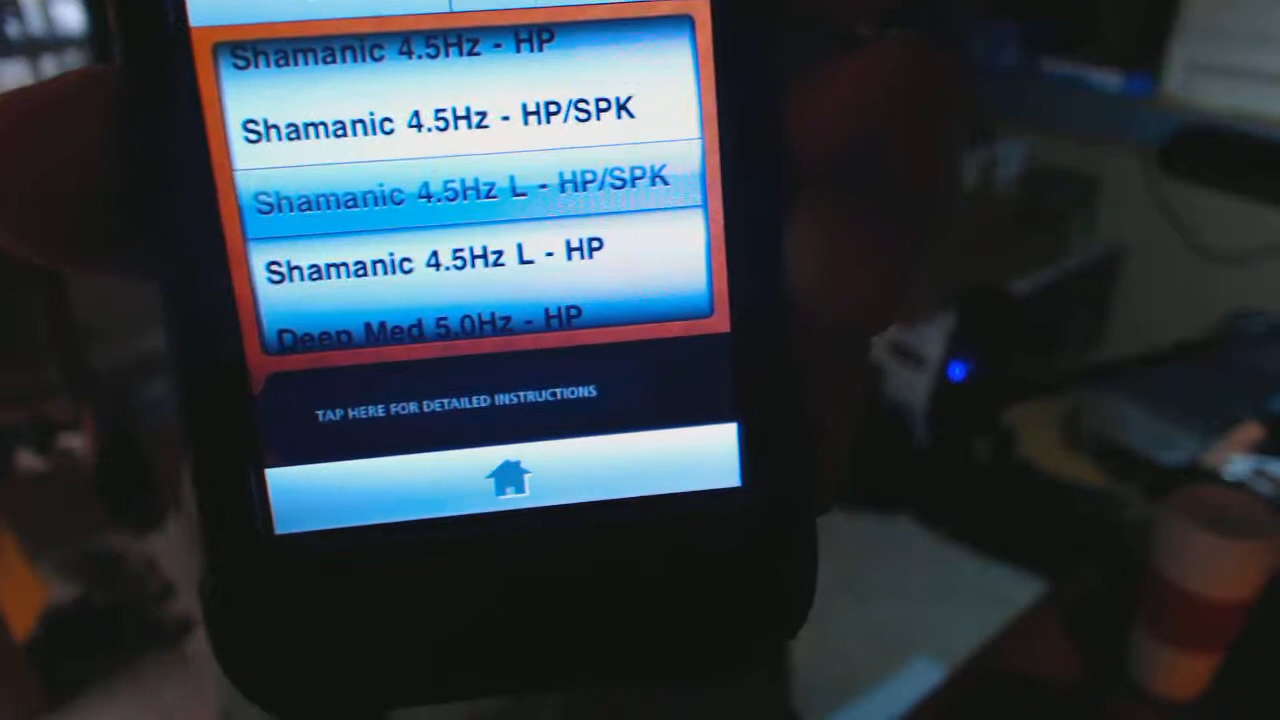 Shamanic 4.5Hz - HP
Shamanic 4.5Hz - HP/SPK
Shamanic 4.5Hz L - HP/SPK
Shamanic 4.5Hz L - HP
Deep Med 5.0Hz - HP
TAP HERE FOR DETAILED INSTRUCTIONS